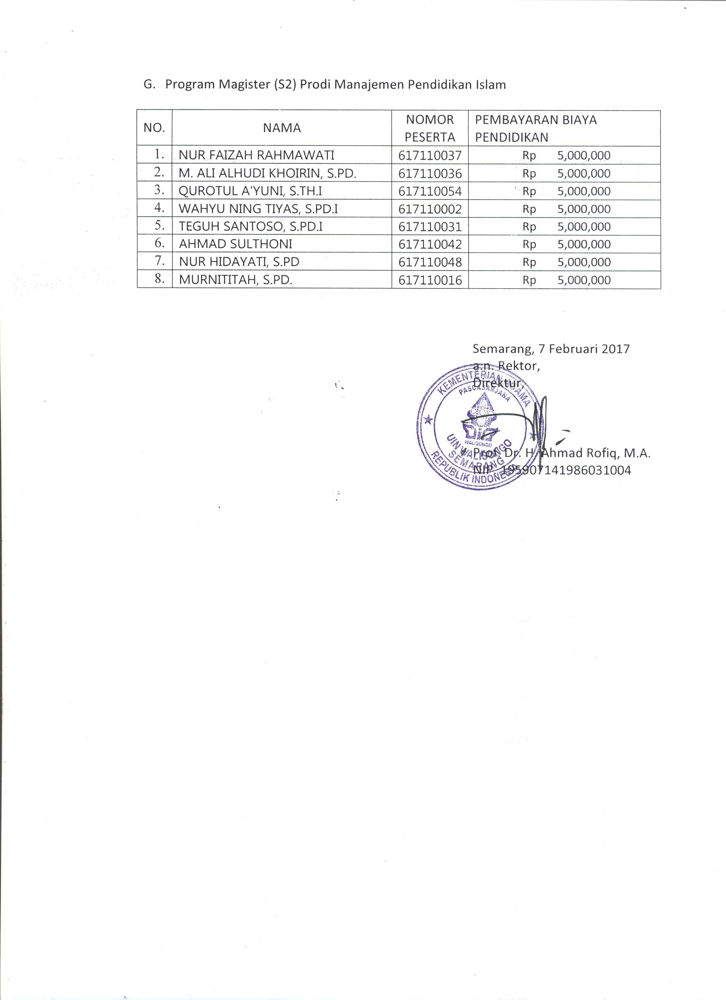 G. Program Magister (S2) Prodi Manajemen Pendidikan Islam
NO. NAMA NOMOR PESERTA PEMBAYARAN BIAYA PENDIDIKAN
1. NUR FAIZAH RAHMAWATI 617110037 Rp 5,000,000
2. M. ALI ALHUDI KHOIRIN, S.PD. 617110036 Rp 5,000,000
3. QUROTUL A'YUNI, S.TH.I 617110054 Rp 5,000,000
4. WAHYU NING TIYAS, S.PD.I 617110002 Rp 5,000,000
5. TEGUH SANTOSO, S.PD.I 617110031 Rp 5,000,000
6. AHMAD SULTHONI 617110042 Rp 5,000,000
7. NUR HIDAYATI, S.PD 617110048 Rp 5,000,000
8. MURNITITAH, S.PD. 617110016 Rp 5,000,000
Semarang, 7 Februari 2017
a.n. Rektor,
Direktur,
KEMENTERIAN AGAMA
PASCASARJANA
WALISONGO
UIN WALISONGO
SEMARANG
REPUBLIK INDONESIA
Prof. Dr. H. Ahmad Rofiq, M.A.
NIP. 195907141986031004